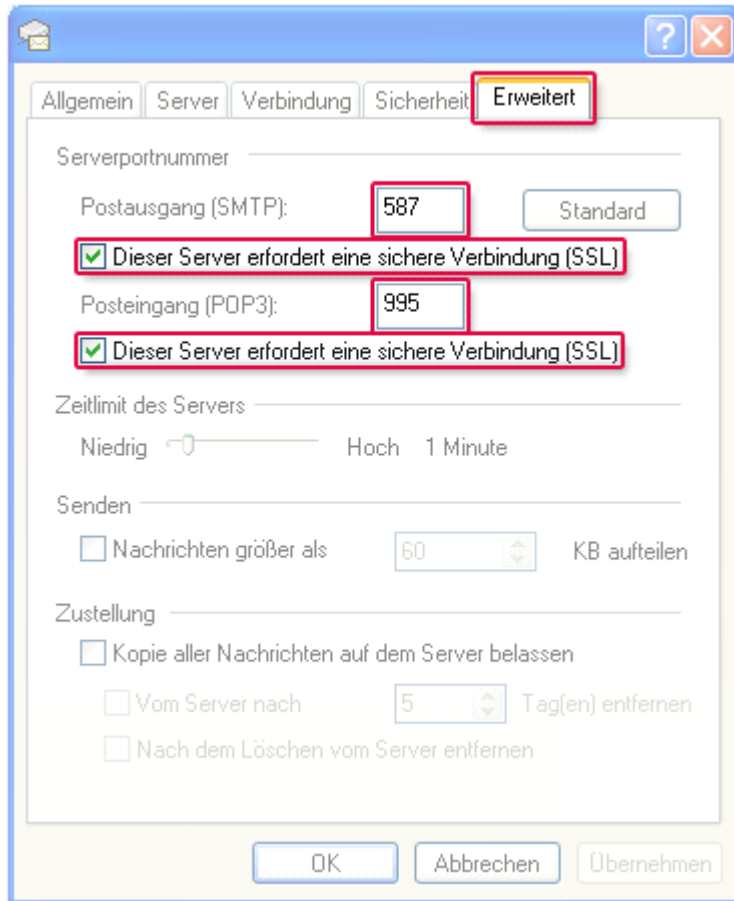 Allgemein Server Verbindung Sicherheit Erweitert
Serverportnummer
Postausgang (SMTP): 587 Standard
Dieser Server erfordert eine sichere Verbindung (SSL)
Posteingang (POP3): 995
Dieser Server erfordert eine sichere Verbindung (SSL)
Zeitlimit des Servers
Niedrig Hoch 1 Minute
Senden
Nachrichten größer als 60 KB aufteilen
Zustellung
Kopie aller Nachrichten auf dem Server belassen
Vom Server nach 5 Tag(en) entfernen
Nach dem Löschen vom Server entfernen
OK Abbrechen Übernehmen